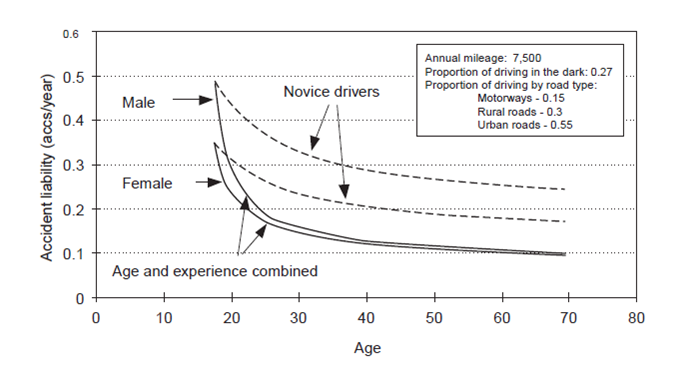 0.6
Annual mileage: 7,500
Proportion of driving in the dark: 0.27
Proportion of driving by road type:
Motorways - 0.15
Rural roads - 0.3
Urban roads - 0.55
0.5
Male
Novice drivers
0.4
0.3
Female
0.2
0.1
Age and experience combined
0
Accident liability (accs/year)
0 10 20 30 40 50 60 70 80
Age